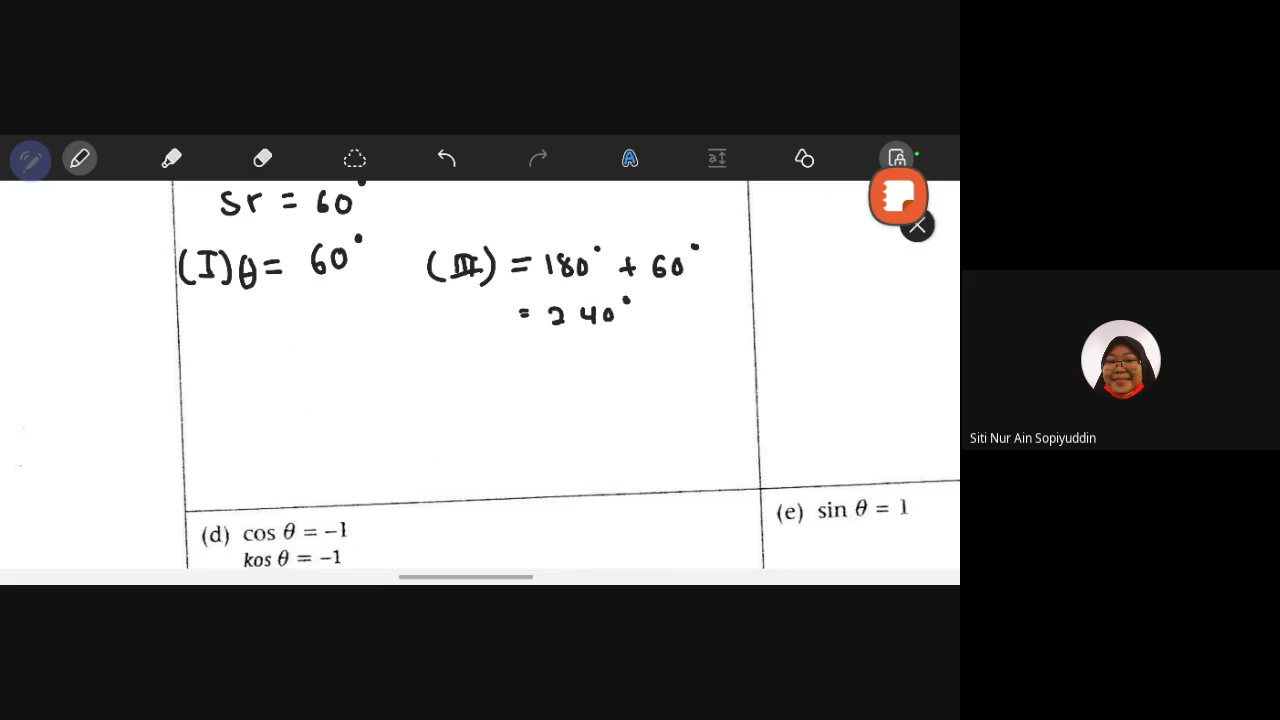 Sr = 60°
(I) θ = 60°
(III) = 180° + 60°
= 240°
(d) cos θ = −1
kos θ = −1
(e) sin θ = 1
Siti Nur Ain Sopiyuddin